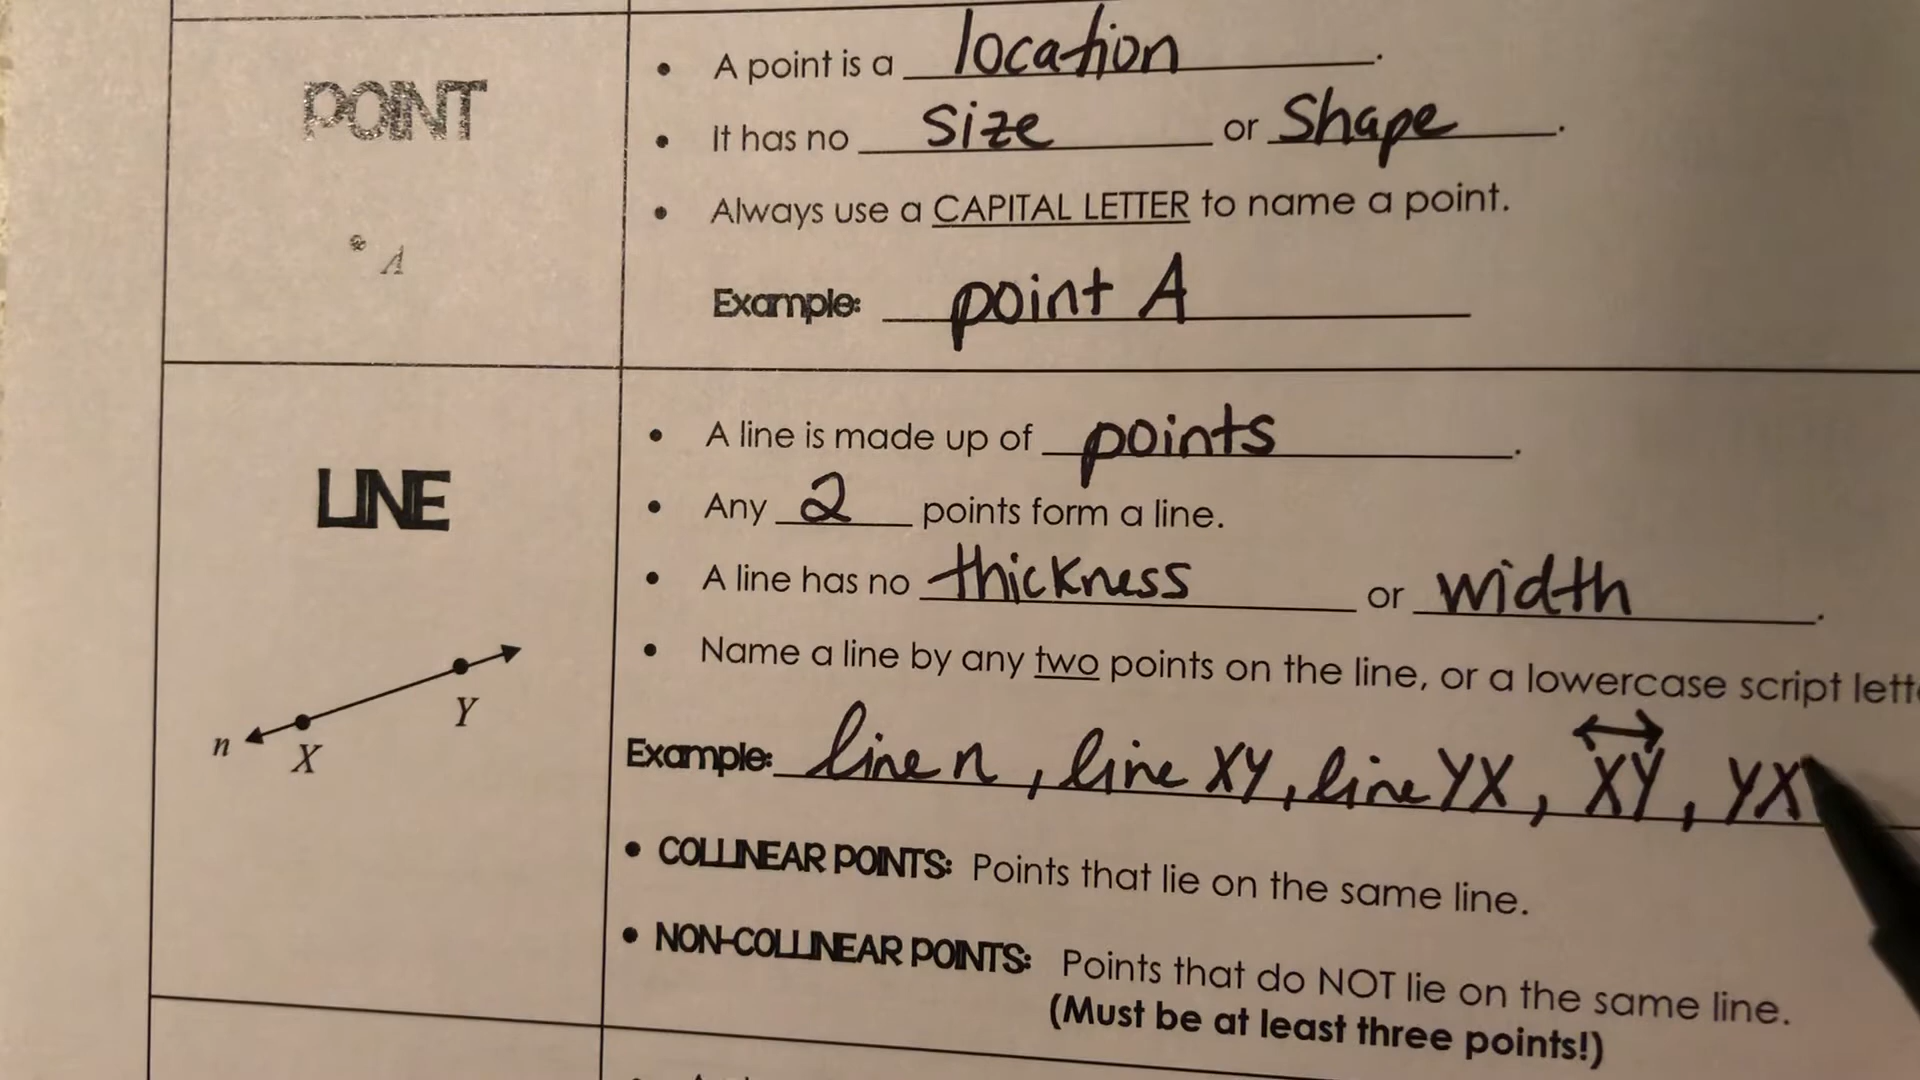 POINT
A
• A point is a location.
• It has no size or shape.
• Always use a CAPITAL LETTER to name a point.
Example: point A
LINE
n X Y
• A line is made up of points.
• Any 2 points form a line.
• A line has no thickness or width.
• Name a line by any two points on the line, or a lowercase script
Example: line n, line XY, line YX, XY, YX
• COLLINEAR POINTS: Points that lie on the same line.
• NON-COLLINEAR POINTS: Points that do NOT lie on the same line.
(Must be at least three points!)